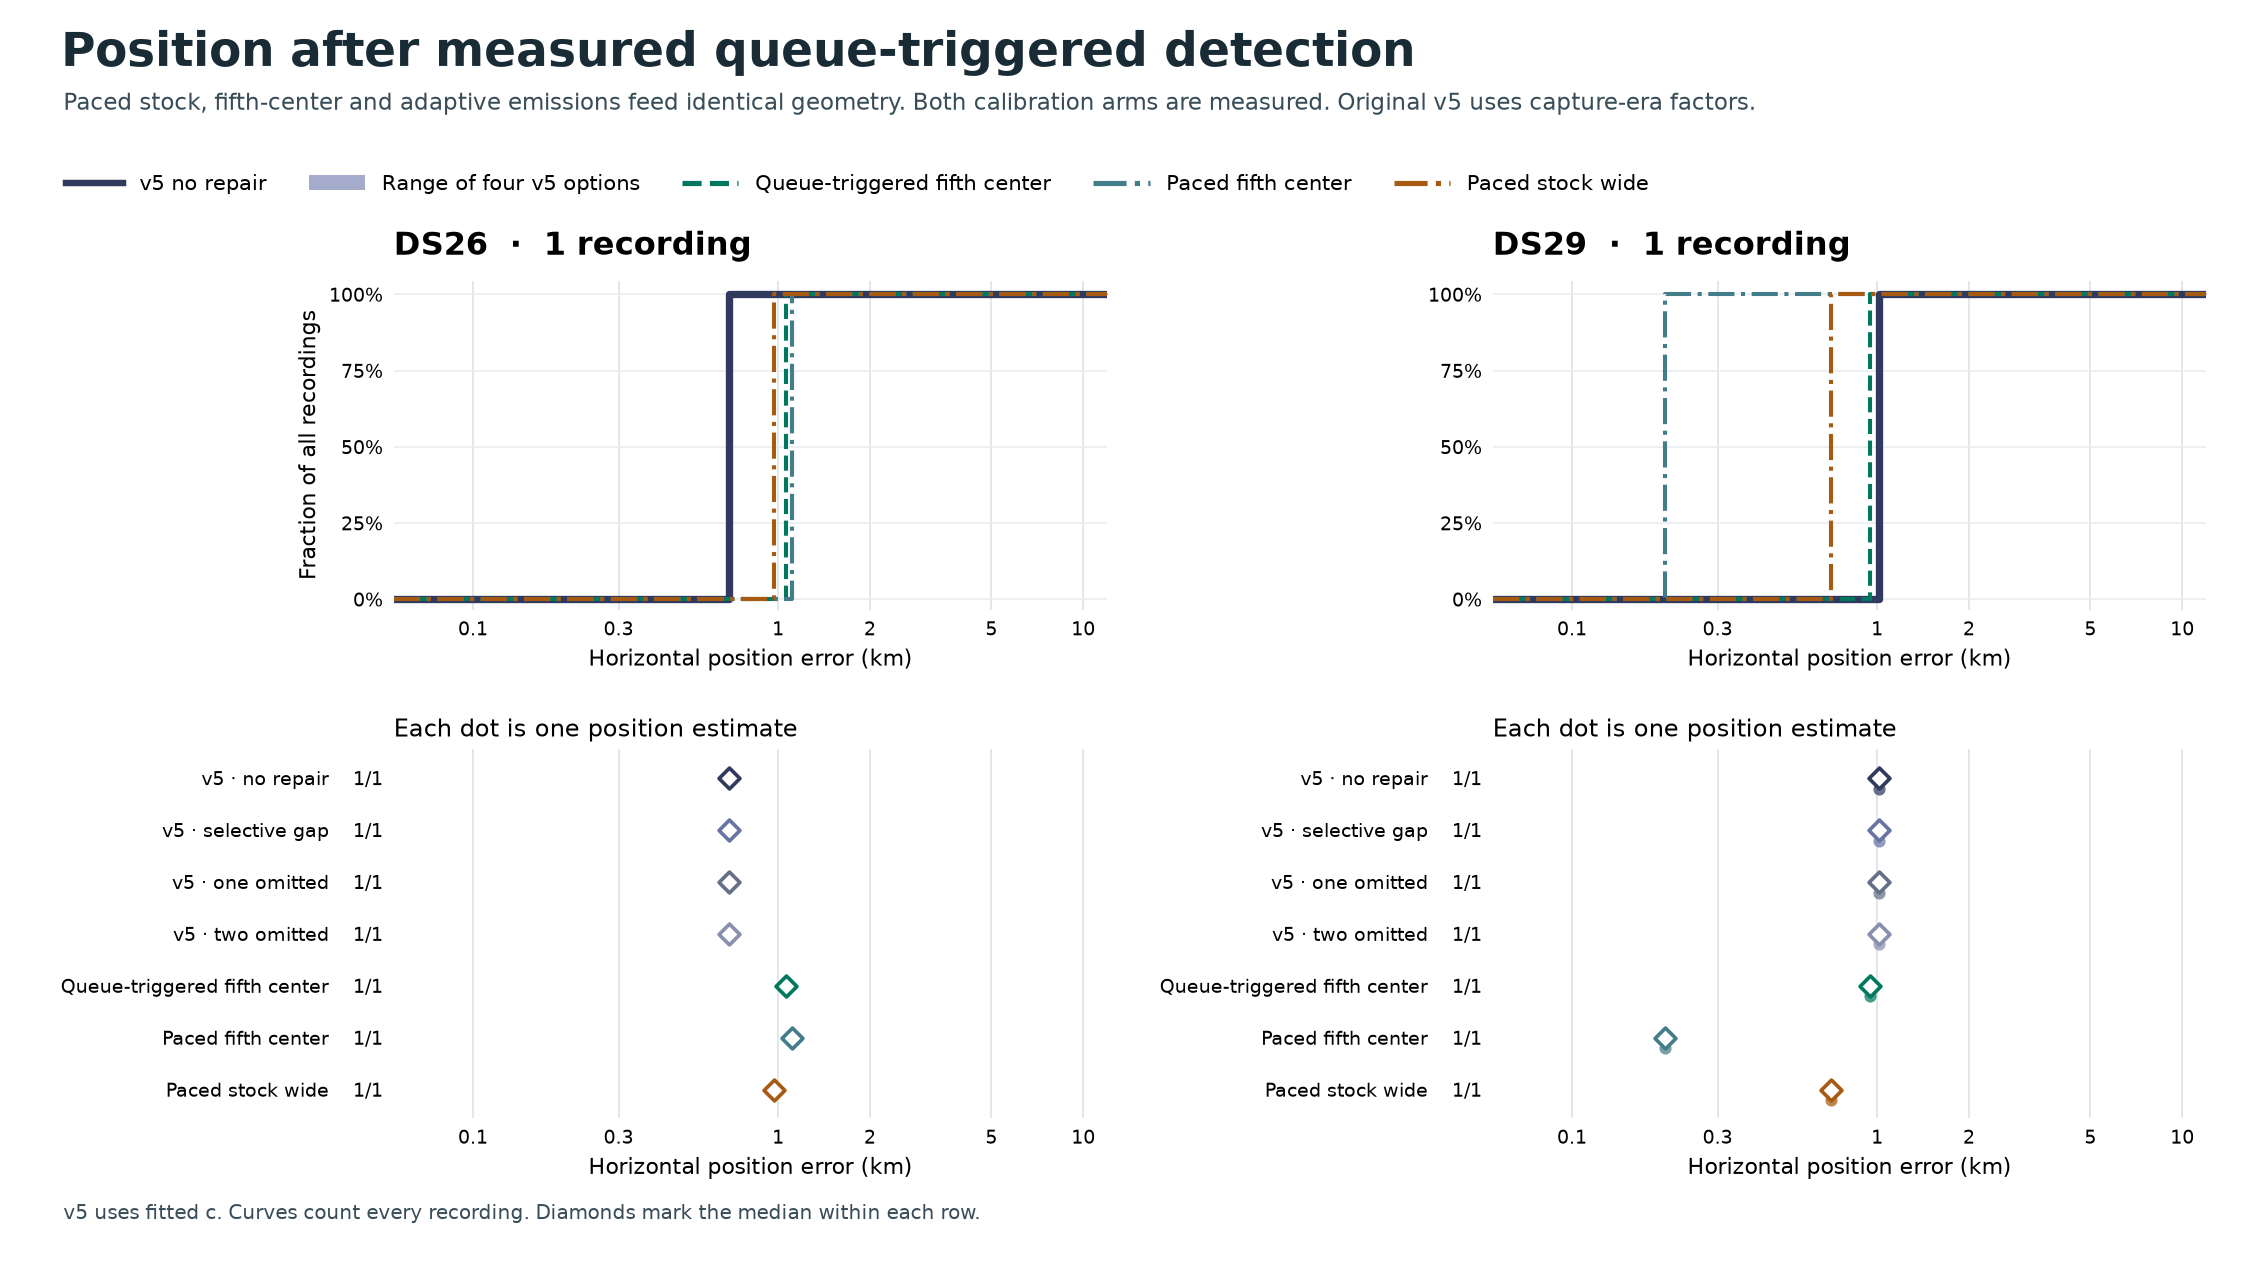 Position after measured queue-triggered detection
Paced stock, fifth-center and adaptive emissions feed identical geometry. Both calibration arms are measured. Original v5 uses capture-era factors.
v5 no repair
Range of four v5 options
Queue-triggered fifth center
Paced fifth center
Paced stock wide
DS26 · 1 recording
Fraction of all recordings
100%
75%
50%
25%
0%
0.1 0.3 1 2 5 10
Horizontal position error (km)
DS29 · 1 recording
100%
75%
50%
25%
0%
0.1 0.3 1 2 5 10
Horizontal position error (km)
Each dot is one position estimate
v5 · no repair 1/1
v5 · selective gap 1/1
v5 · one omitted 1/1
v5 · two omitted 1/1
Queue-triggered fifth center 1/1
Paced fifth center 1/1
Paced stock wide 1/1
0.1 0.3 1 2 5 10
Horizontal position error (km)
Each dot is one position estimate
v5 · no repair 1/1
v5 · selective gap 1/1
v5 · one omitted 1/1
v5 · two omitted 1/1
Queue-triggered fifth center 1/1
Paced fifth center 1/1
Paced stock wide 1/1
0.1 0.3 1 2 5 10
Horizontal position error (km)
v5 uses fitted c. Curves count every recording. Diamonds mark the median within each row.